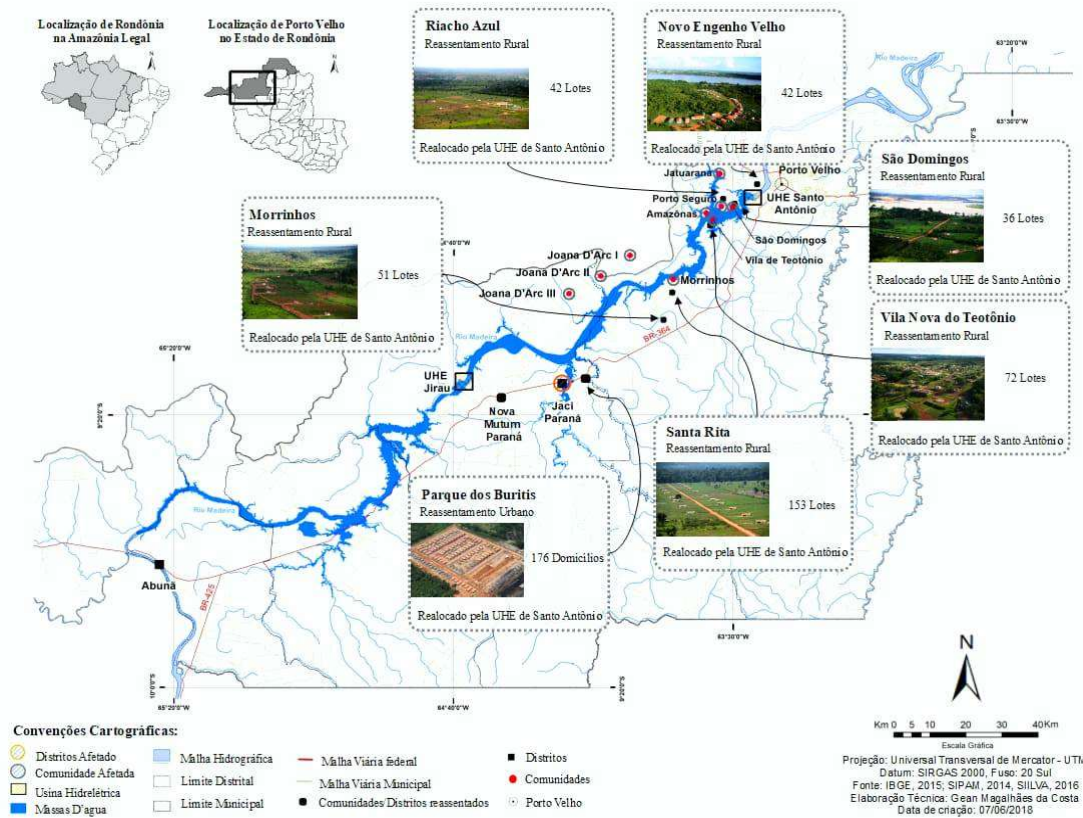 Localização de Rondônia
na Amazônia Legal
Localização de Porto Velho
no Estado de Rondônia
N
N
Riacho Azul
Reassentamento Rural
42 Lotes
Realocado pela UHE de Santo Antônio
Novo Engenho Velho
Reassentamento Rural
42 Lotes
Realocado pela UHE de Santo Antônio
63°20'0"W
Rio Madeira
63°30'0"W
São Domingos
Reassentamento Rural
36 Lotes
Realocado pela UHE de Santo Antônio
Jatuarana
Porto Velho
Porto Seguro
UHE Santo
Antônio
Amazônas
São Domingos
Vila de Teotônio
Morrinhos
Reassentamento Rural
51 Lotes
Realocado pela UHE de Santo Antônio
Joana D'Arc I
Joana D'Arc II
Joana D'Arc III
Morrinhos
BR-364
Vila Nova do Teotônio
Reassentamento Rural
72 Lotes
Realocado pela UHE de Santo Antônio
Rio Madeira
UHE
Jirau
Nova
Mutum
Paraná
Jaci
Paraná
Santa Rita
Reassentamento Rural
153 Lotes
Realocado pela UHE de Santo Antônio
Parque dos Buritis
Reassentamento Urbano
176 Domicílios
Realocado pela UHE de Santo Antônio
Rio Madeira
Abunã
BR-425
63°30'0"W
65°20'0"W
64°40'0"W
N
Km 0 5 10 20 30 40Km
Escala Gráfica
Convenções Cartográficas:
Distritos Afetado
Comunidade Afetada
Usina Hidrelétrica
Massas D'agua
Malha Hidrográfica
Limite Distrital
Limite Municipal
Malha Viária federal
Malha Viária Municipal
Comunidades/Distritos reassentados
Distritos
Comunidades
Porto Velho
Projeção: Universal Transversal de Mercator - UTM
Datum: SIRGAS 2000, Fuso: 20 Sul
Fonte: IBGE, 2015; SIPAM, 2014, SIILVA, 2016
Elaboração Técnica: Gean Magalhães da Costa
Data de criação: 07/06/2018